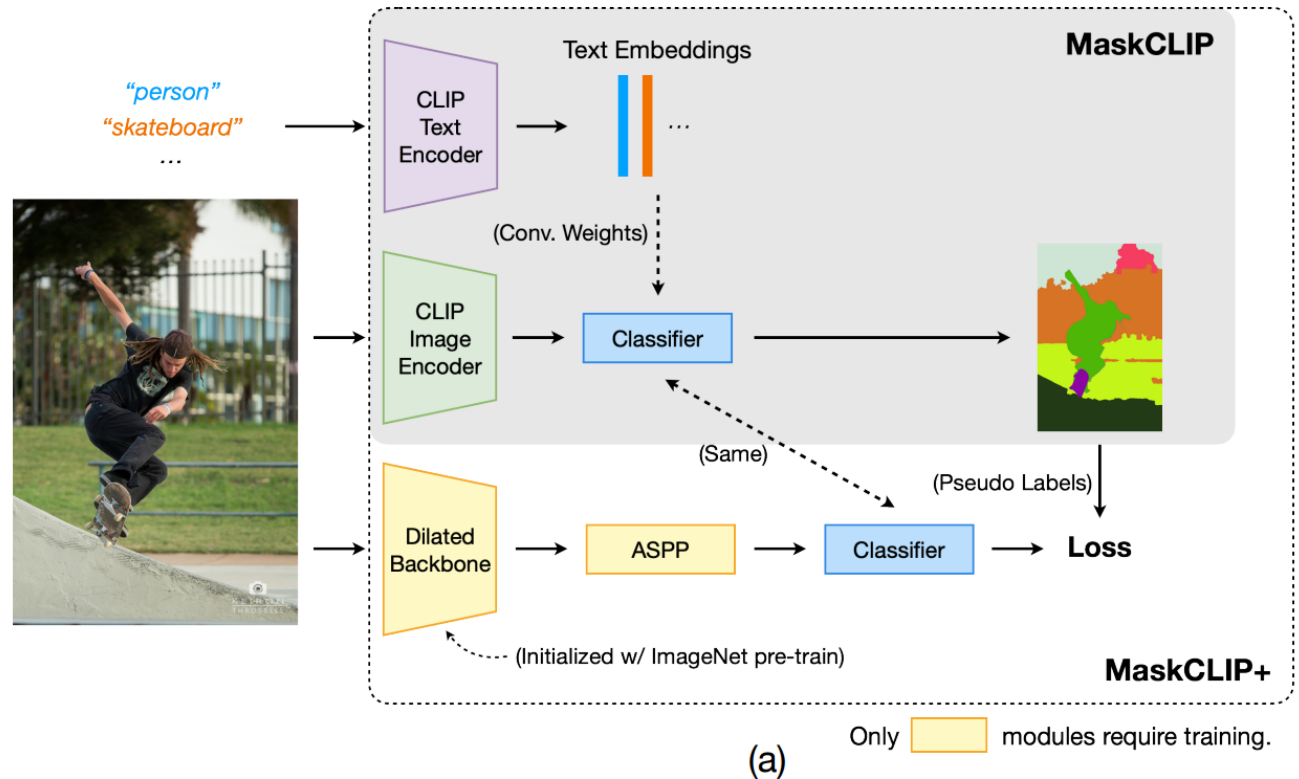 MaskCLIP
Text Embeddings
“person”
“skateboard”
...
CLIP
Text
Encoder
...
(Conv. Weights)
CLIP
Image
Encoder
Classifier
(Same)
(Pseudo Labels)
Dilated
Backbone
ASPP
Classifier
Loss
(Initialized w/ ImageNet pre-train)
MaskCLIP+
Only modules require training.
(a)